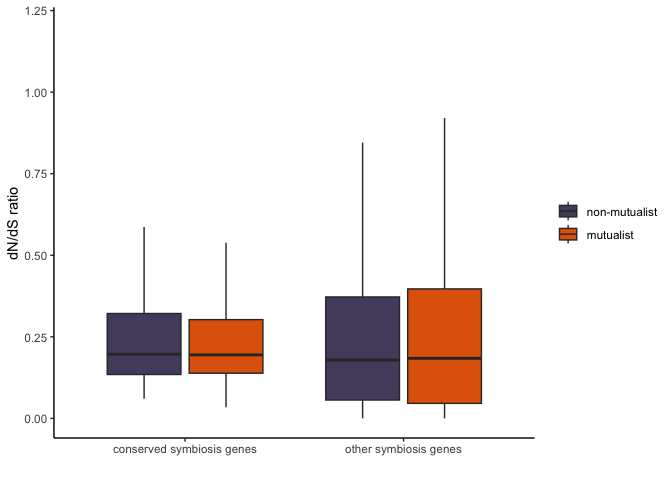 1.25
1.00
0.75
0.50
0.25
0.00
dN/dS ratio
conserved symbiosis genes
other symbiosis genes
non-mutualist
mutualist